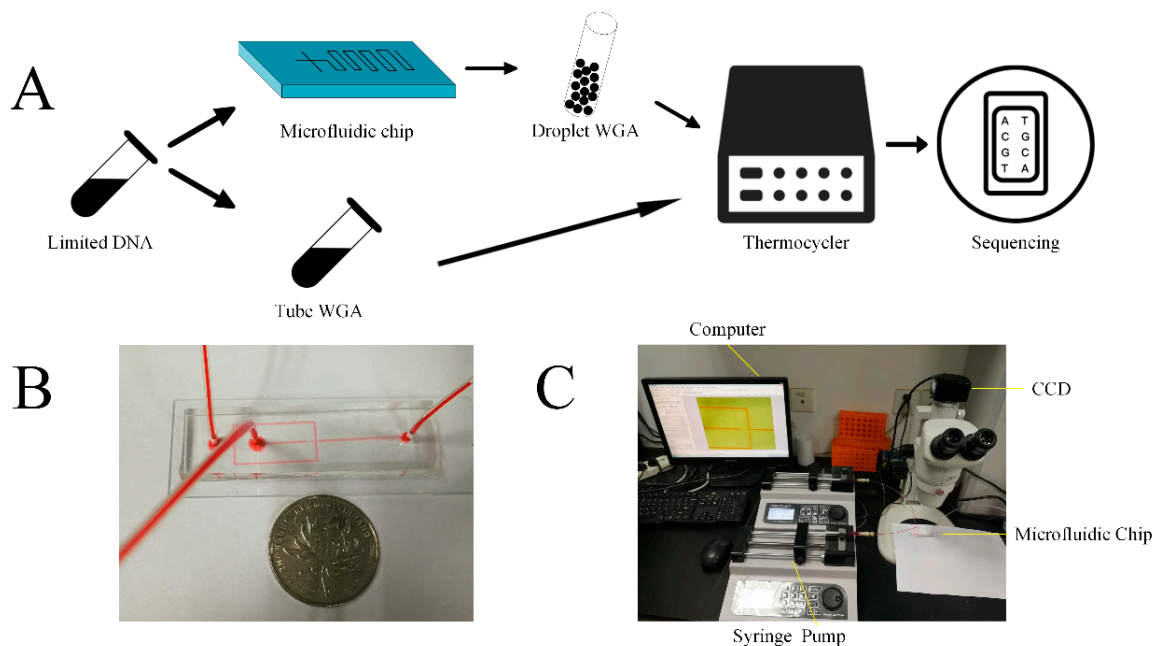 A
Microfluidic chip
Droplet WGA
Limited DNA
Tube WGA
Thermocycler
Sequencing
A T
C G
G C
T A
B
C
Computer
CCD
Microfluidic Chip
Syringe Pump